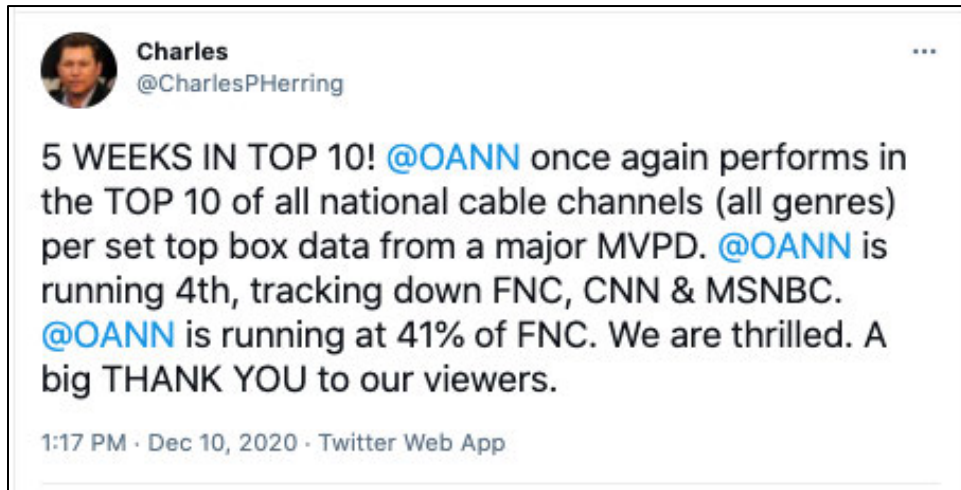 Charles
@CharlesPHerring
5 WEEKS IN TOP 10! @OANN once again performs in
the TOP 10 of all national cable channels (all genres)
per set top box data from a major MVPD. @OANN is
running 4th, tracking down FNC, CNN & MSNBC.
@OANN is running at 41% of FNC. We are thrilled. A
big THANK YOU to our viewers.
1:17 PM · Dec 10, 2020 · Twitter Web App